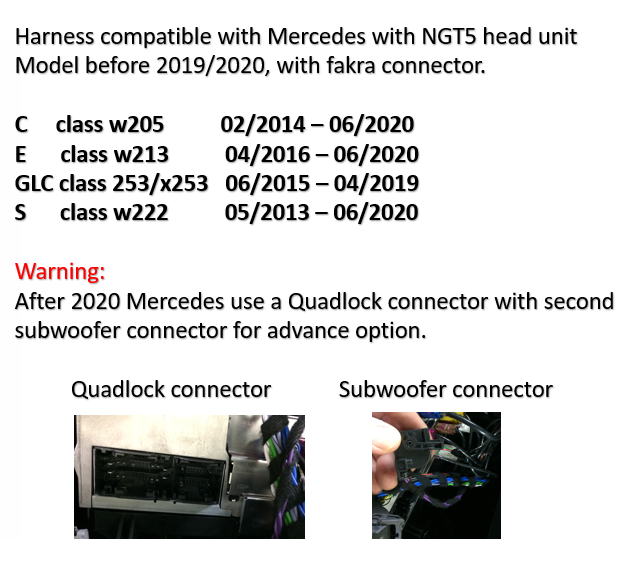 Harness compatible with Mercedes with NGT5 head unit
Model before 2019/2020, with fakra connector.
C class w205 02/2014 – 06/2020
E class w213 04/2016 – 06/2020
GLC class 253/x253 06/2015 – 04/2019
S class w222 05/2013 – 06/2020
Warning:
After 2020 Mercedes use a Quadlock connector with second
subwoofer connector for advance option.
Quadlock connector Subwoofer connector